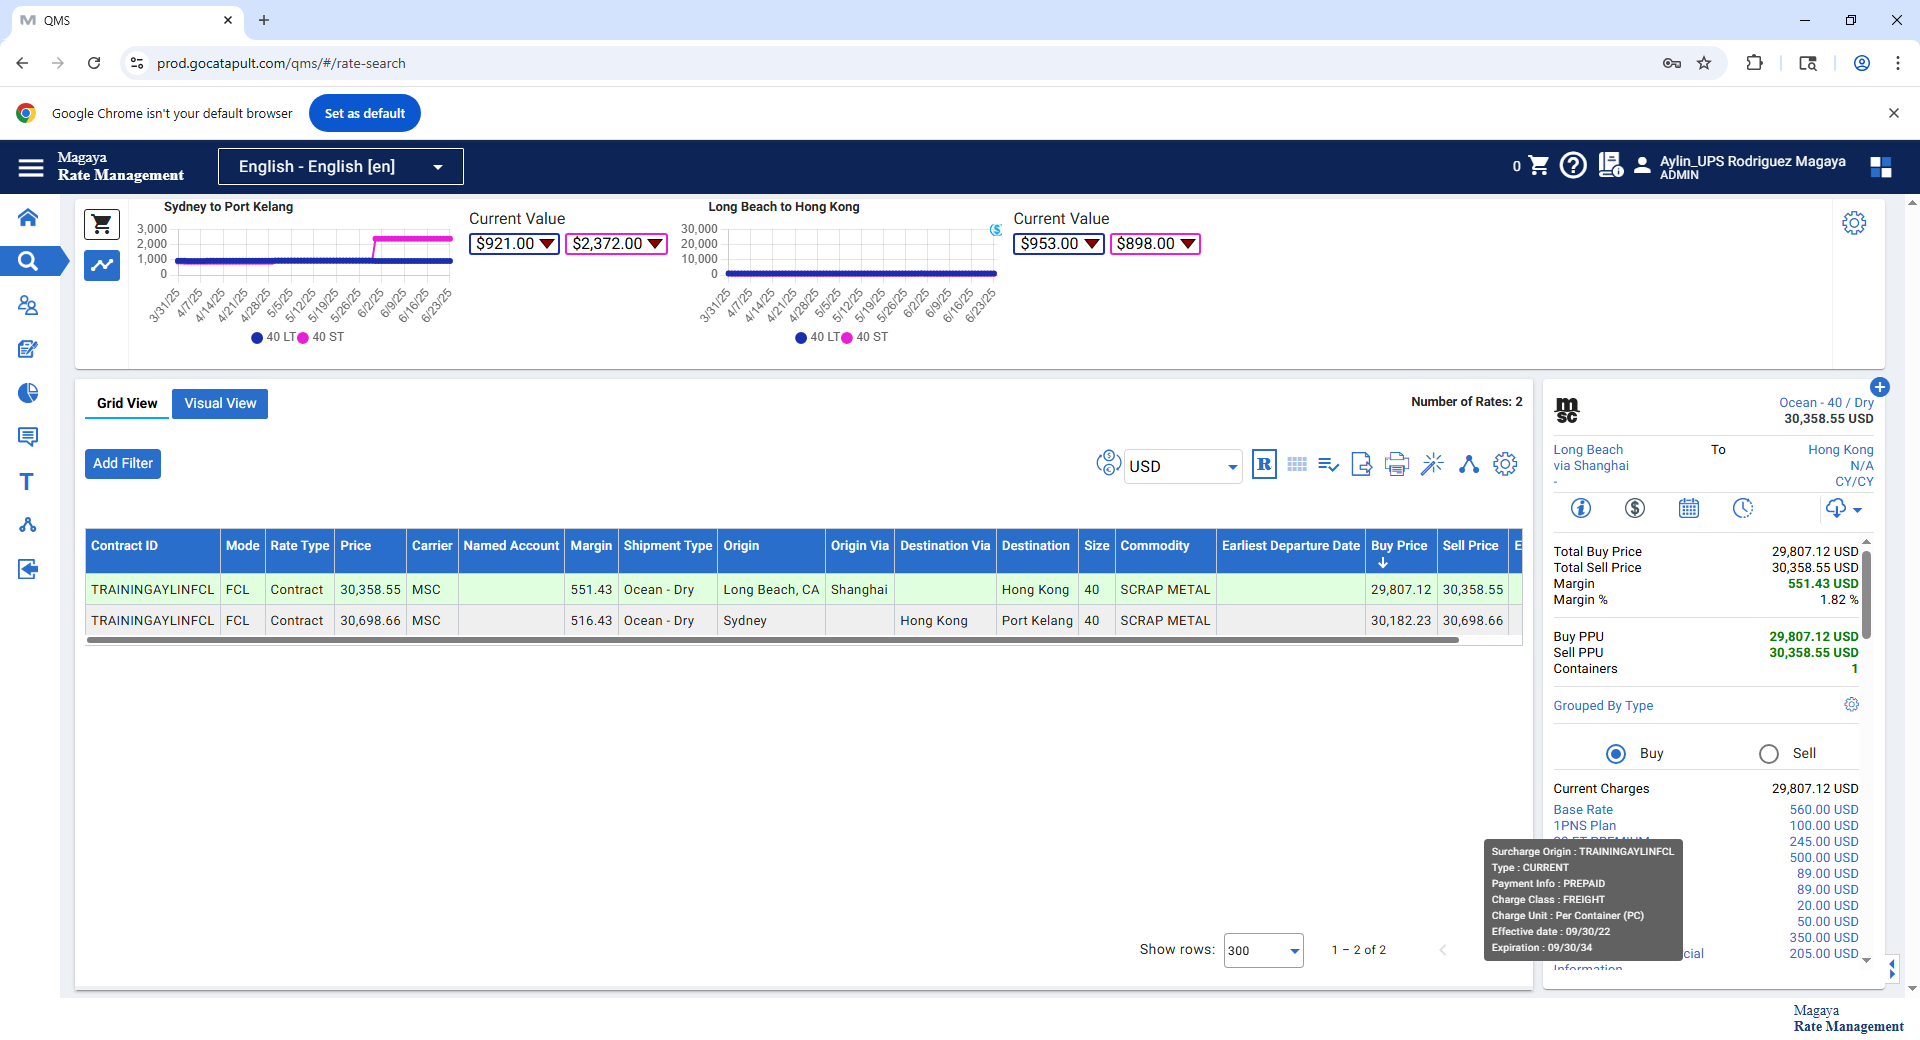 QMS
prod.gocatapult.com/qms/#/rate-search
Google Chrome isn't your default browser
Set as default
Magaya
Rate Management
English - English [en]
0
Aylin_UPS Rodriguez Magaya
ADMIN
Sydney to Port Kelang
3,000
2,000
1,000
0
3/31/25
4/7/25
4/14/25
4/21/25
4/28/25
5/5/25
5/12/25
5/19/25
5/26/25
6/2/25
6/9/25
6/16/25
6/23/25
40 LT 40 ST
Current Value
$921.00 $2,372.00
Long Beach to Hong Kong
30,000
20,000
10,000
0
3/31/25
4/7/25
4/14/25
4/21/25
4/28/25
5/5/25
5/12/25
5/19/25
5/26/25
6/2/25
6/9/25
6/16/25
6/23/25
40 LT 40 ST
Current Value
$953.00 $898.00
Grid View Visual View
Number of Rates: 2
Add Filter
USD
R
Contract ID Mode Rate Type Price Carrier Named Account Margin Shipment Type Origin Origin Via Destination Via Destination Size Commodity Earliest Departure Date Buy Price Sell Price E
TRAININGAYLINFCL FCL Contract 30,358.55 MSC 551.43 Ocean - Dry Long Beach, CA Shanghai Hong Kong 40 SCRAP METAL 29,807.12 30,358.55
TRAININGAYLINFCL FCL Contract 30,698.66 MSC 516.43 Ocean - Dry Sydney Hong Kong Port Kelang 40 SCRAP METAL 30,182.23 30,698.66
Show rows: 300 1 – 2 of 2
msc
Ocean - 40 / Dry
30,358.55 USD
Long Beach To Hong Kong
via Shanghai N/A
- CY/CY
Total Buy Price 29,807.12 USD
Total Sell Price 30,358.55 USD
Margin 551.43 USD
Margin % 1.82 %
Buy PPU 29,807.12 USD
Sell PPU 30,358.55 USD
Containers 1
Grouped By Type
Buy Sell
Current Charges 29,807.12 USD
Base Rate 560.00 USD
1PNS Plan 100.00 USD
245.00 USD
500.00 USD
89.00 USD
89.00 USD
20.00 USD
50.00 USD
350.00 USD
cial 205.00 USD
Information
Surcharge Origin : TRAININGAYLINFCL
Type : CURRENT
Payment Info : PREPAID
Charge Class : FREIGHT
Charge Unit : Per Container (PC)
Effective date : 09/30/22
Expiration : 09/30/34
Magaya
Rate Management